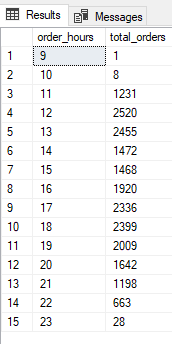 Results Messages
order_hours total_orders
1 9 1
2 10 8
3 11 1231
4 12 2520
5 13 2455
6 14 1472
7 15 1468
8 16 1920
9 17 2336
10 18 2399
11 19 2009
12 20 1642
13 21 1198
14 22 663
15 23 28